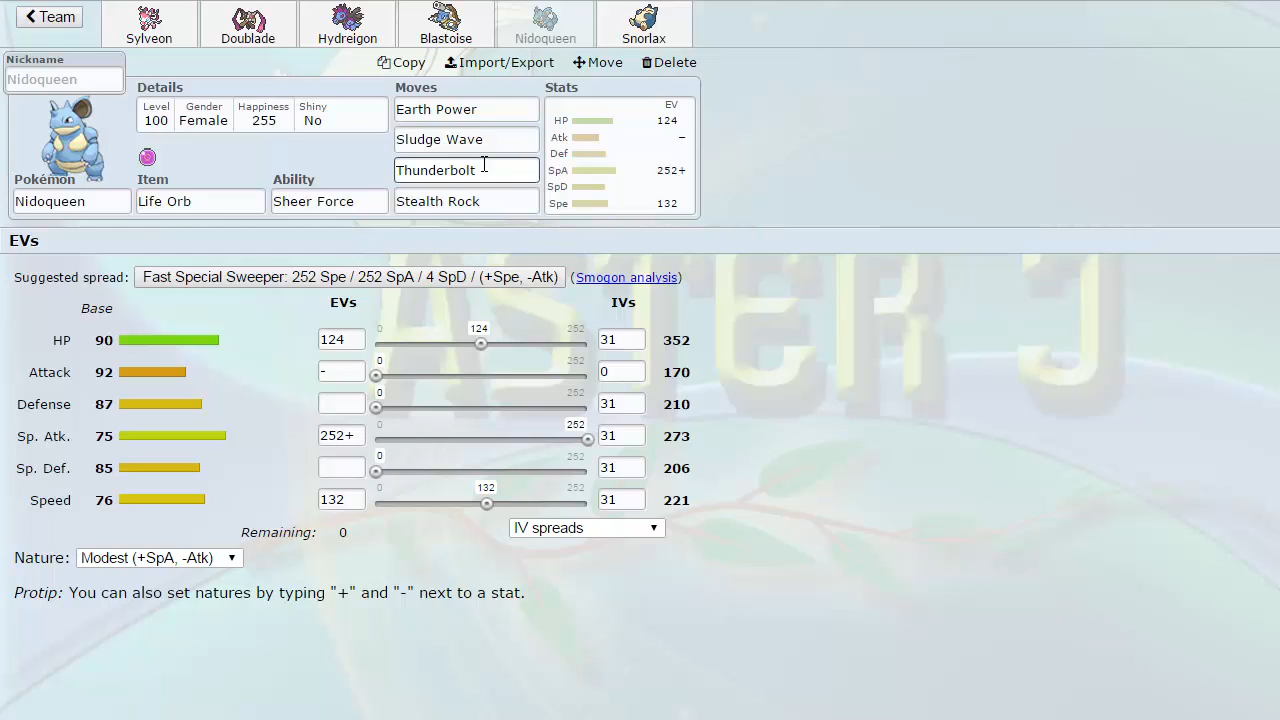 Team
Sylveon
Doublade
Hydreigon
Blastoise
Nidoqueen
Snorlax
Nickname
Nidoqueen
Copy
Import/Export
Move
Delete
Details
Moves
Stats
Level
100
Gender
Female
Happiness
255
Shiny
No
Earth Power
Sludge Wave
Thunderbolt
Stealth Rock
EV
HP 124
Atk –
Def
SpA 252+
SpD
Spe 132
Pokémon
Nidoqueen
Item
Life Orb
Ability
Sheer Force
EVs
Suggested spread: Fast Special Sweeper: 252 Spe / 252 SpA / 4 SpD / (+Spe, -Atk) (Smogon analysis)
Base EVs IVs
HP 90 124 0 124 252 31 352
Attack 92 - 0 252 0 170
Defense 87 0 252 31 210
Sp. Atk. 75 252+ 0 252 31 273
Sp. Def. 85 0 252 31 206
Speed 76 132 0 132 252 31 221
Remaining: 0
IV spreads
Nature: Modest (+SpA, -Atk)
Protip: You can also set natures by typing "+" and "-" next to a stat.
ASTER J